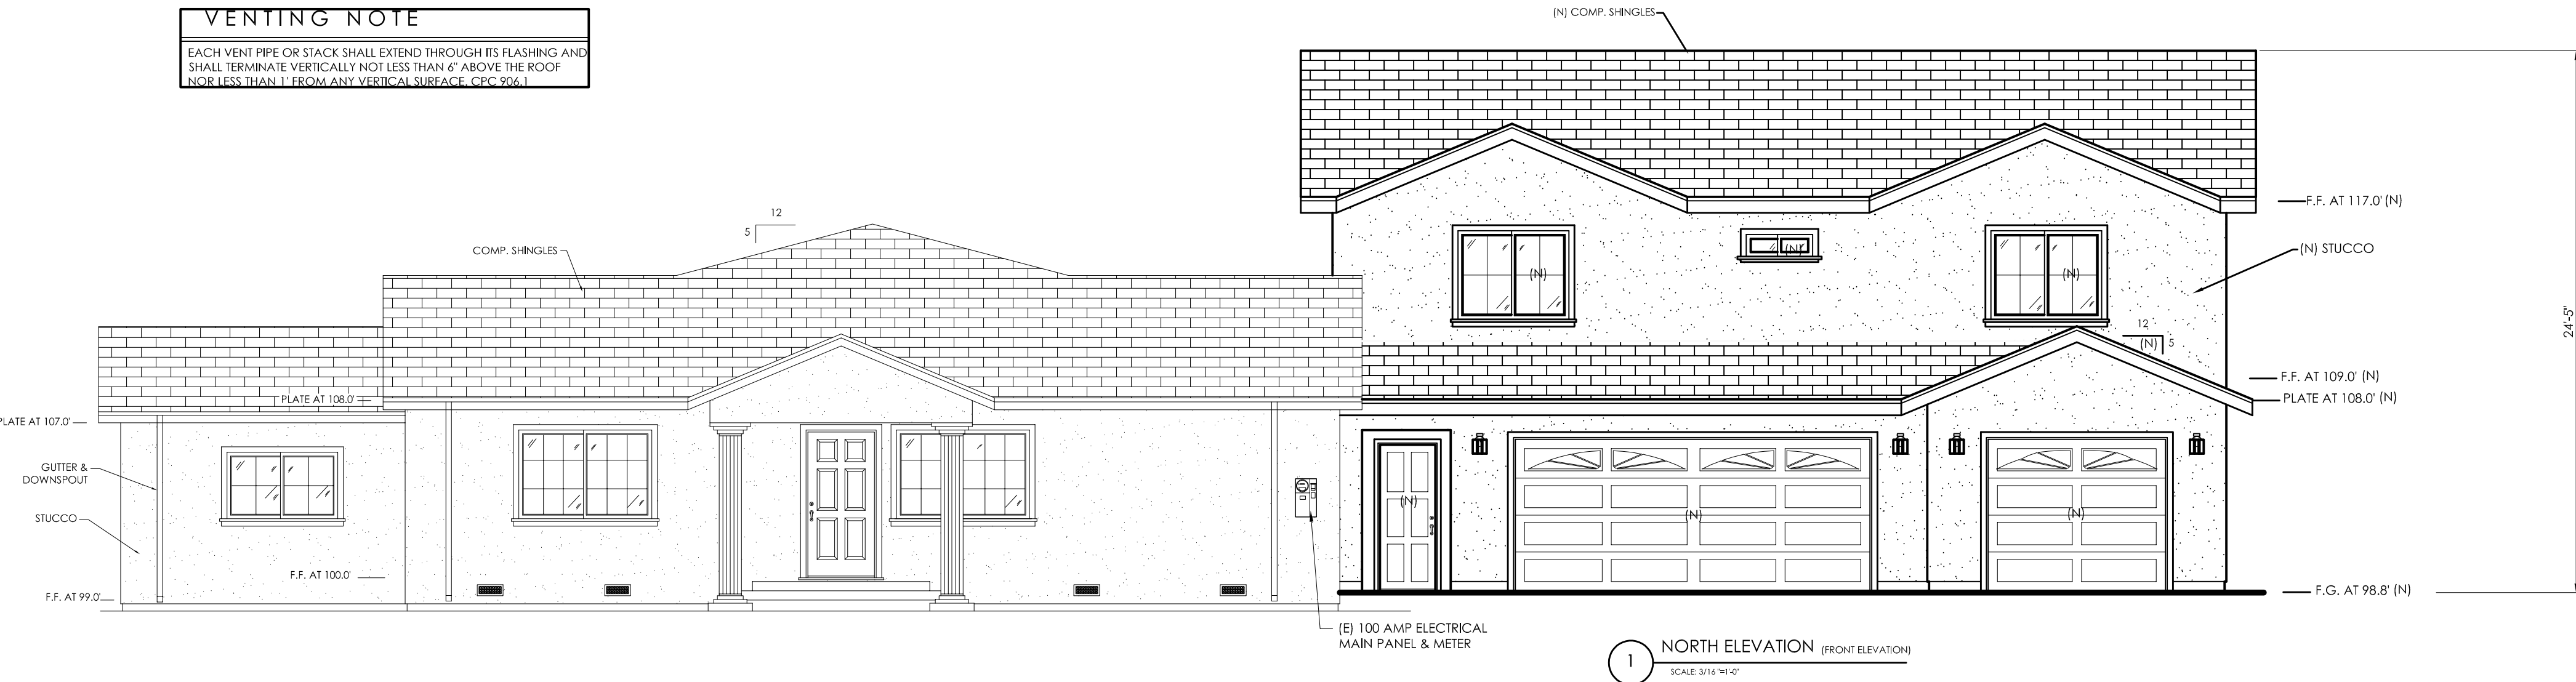 VENTING NOTE
EACH VENT PIPE OR STACK SHALL EXTEND THROUGH ITS FLASHING AND
SHALL TERMINATE VERTICALLY NOT LESS THAN 6" ABOVE THE ROOF
NOR LESS THAN 1' FROM ANY VERTICAL SURFACE. CPC 906.1
(N) COMP. SHINGLES
12
5
COMP. SHINGLES
PLATE AT 108.0'
PLATE AT 107.0'
GUTTER &
DOWNSPOUT
STUCCO
F.F. AT 100.0'
F.F. AT 99.0'
(E) 100 AMP ELECTRICAL
MAIN PANEL & METER
(N)
(N)
(N)
(N)
(N)
(N)
12
(N)
5
F.F. AT 117.0' (N)
(N) STUCCO
24'-5"
F.F. AT 109.0' (N)
PLATE AT 108.0' (N)
F.G. AT 98.8' (N)
1
NORTH ELEVATION (FRONT ELEVATION)
SCALE: 3/16 "=1'-0"